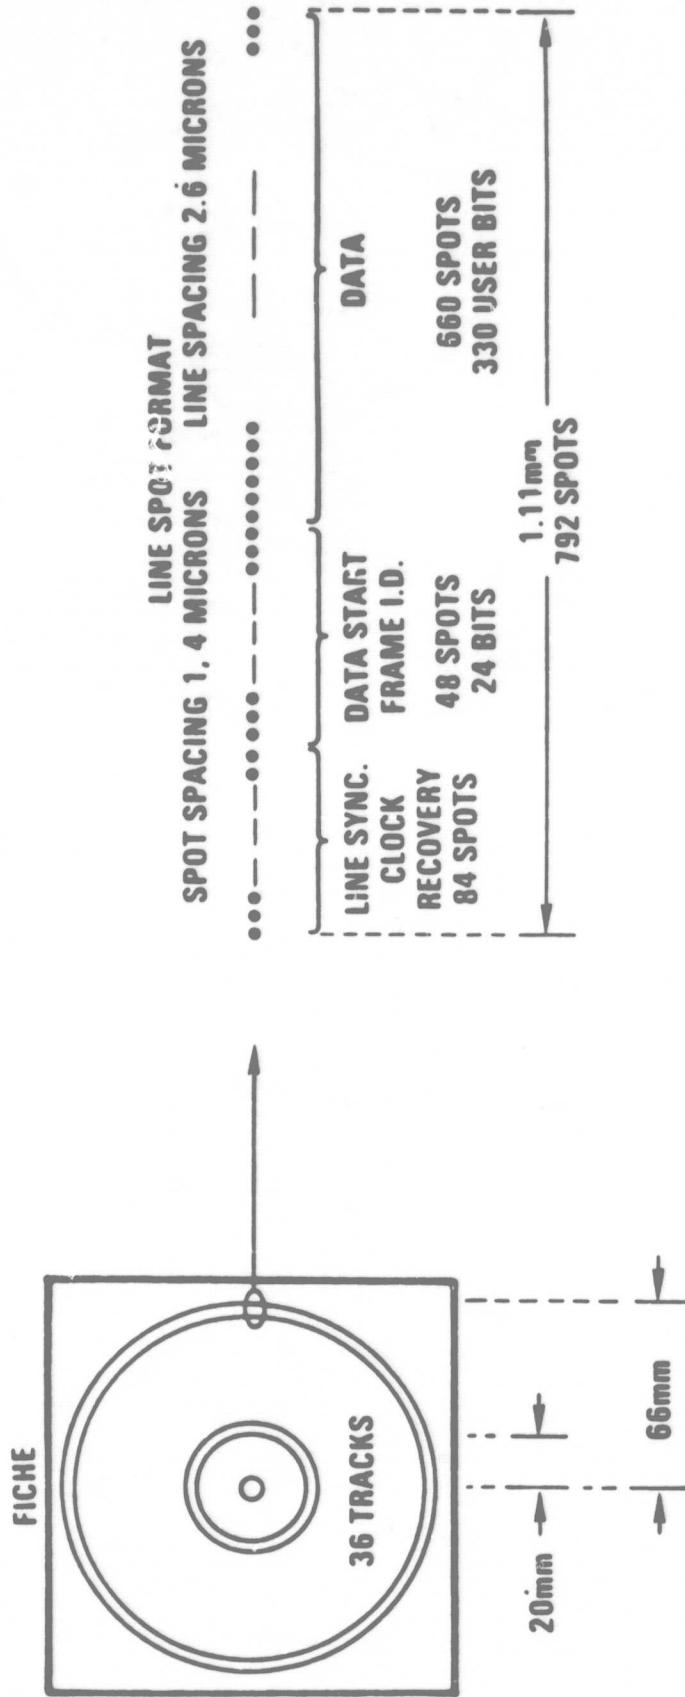 FICHE
36 TRACKS
20mm
66mm
LINE SPOT FORMAT
SPOT SPACING 1, 4 MICRONS LINE SPACING 2.6 MICRONS
LINE SYNC.
CLOCK
RECOVERY
84 SPOTS
DATA START
FRAME I.D.
48 SPOTS
24 BITS
DATA
660 SPOTS
330 USER BITS
1.11mm
792 SPOTS